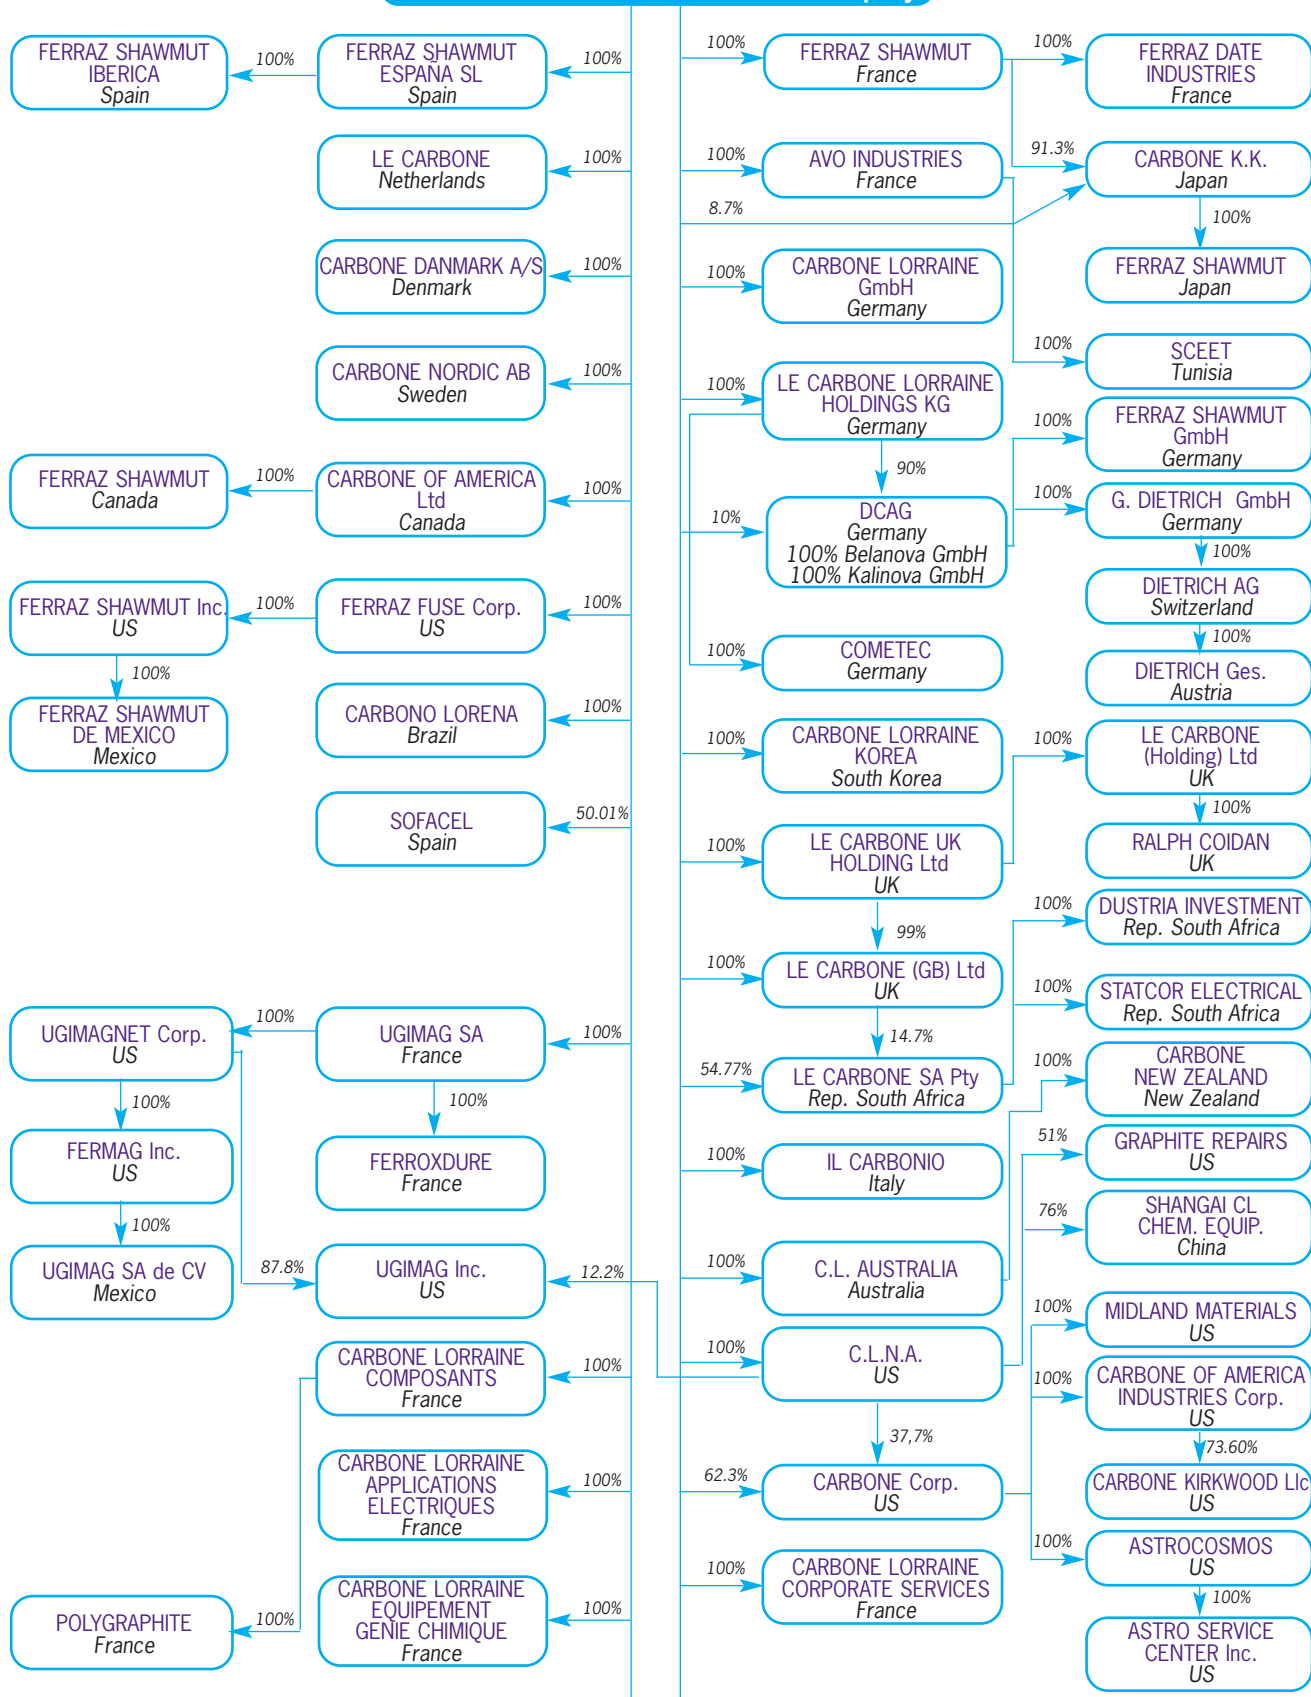 FERRAZ SHAWMUT
IBERICA
Spain
100%
FERRAZ SHAWMUT
ESPAÑA SL
Spain
100%
LE CARBONE
Netherlands
100%
CARBONE DANMARK A/S
Denmark
100%
CARBONE NORDIC AB
Sweden
100%
FERRAZ SHAWMUT
Canada
100%
CARBONE OF AMERICA
Ltd
Canada
100%
FERRAZ SHAWMUT Inc.
US
100%
FERRAZ FUSE Corp.
US
100%
100%
FERRAZ SHAWMUT
DE MEXICO
Mexico
CARBONO LORENA
Brazil
100%
SOFACEL
Spain
50.01%
UGIMAGNET Corp.
US
100%
UGIMAG SA
France
100%
100%
100%
FERMAG Inc.
US
FERROXDURE
France
100%
UGIMAG SA de CV
Mexico
87.8%
UGIMAG Inc.
US
12.2%
CARBONE LORRAINE
COMPOSANTS
France
100%
CARBONE LORRAINE
APPLICATIONS
ELECTRIQUES
France
100%
POLYGRAPHITE
France
100%
CARBONE LORRAINE
EQUIPEMENT
GENIE CHIMIQUE
France
100%
100%
FERRAZ SHAWMUT
France
100%
FERRAZ DATE
INDUSTRIES
France
100%
AVO INDUSTRIES
France
91.3%
CARBONE K.K.
Japan
8.7%
100%
FERRAZ SHAWMUT
Japan
100%
CARBONE LORRAINE
GmbH
Germany
100%
SCEET
Tunisia
100%
LE CARBONE LORRAINE
HOLDINGS KG
Germany
100%
FERRAZ SHAWMUT
GmbH
Germany
90%
10%
DCAG
Germany
100% Belanova GmbH
100% Kalinova GmbH
100%
G. DIETRICH GmbH
Germany
100%
DIETRICH AG
Switzerland
100%
DIETRICH Ges.
Austria
100%
COMETEC
Germany
100%
CARBONE LORRAINE
KOREA
South Korea
100%
LE CARBONE
(Holding) Ltd
UK
100%
RALPH COIDAN
UK
100%
LE CARBONE UK
HOLDING Ltd
UK
99%
100%
DUSTRIA INVESTMENT
Rep. South Africa
100%
LE CARBONE (GB) Ltd
UK
100%
STATCOR ELECTRICAL
Rep. South Africa
14.7%
54.77%
LE CARBONE SA Pty
Rep. South Africa
100%
CARBONE
NEW ZEALAND
New Zealand
100%
IL CARBONIO
Italy
51%
GRAPHITE REPAIRS
US
76%
SHANGAI CL
CHEM. EQUIP.
China
100%
C.L. AUSTRALIA
Australia
100%
MIDLAND MATERIALS
US
100%
C.L.N.A.
US
100%
CARBONE OF AMERICA
INDUSTRIES Corp.
US
37,7%
73.60%
62.3%
CARBONE Corp.
US
CARBONE KIRKWOOD Llc
US
100%
ASTROCOSMOS
US
100%
CARBONE LORRAINE
CORPORATE SERVICES
France
100%
ASTRO SERVICE
CENTER Inc.
US